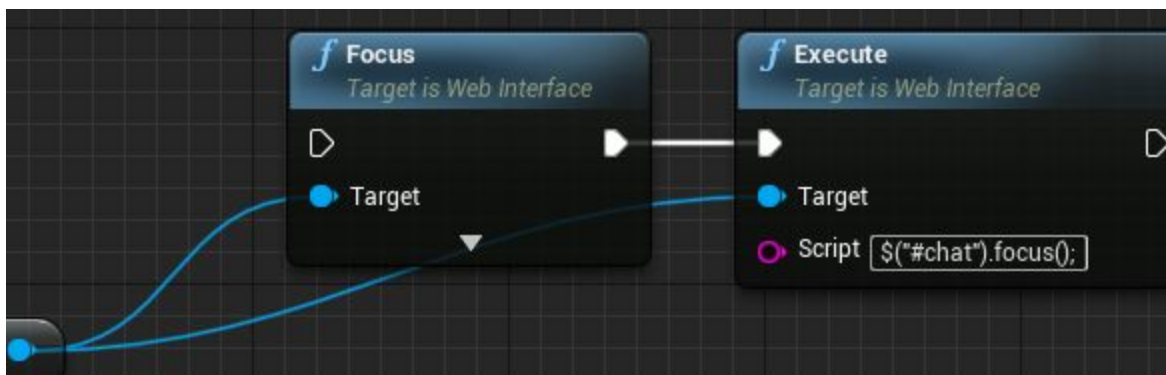 f Focus
Target is Web Interface
f Execute
Target is Web Interface
Target
Target
Script $("#chat").focus();